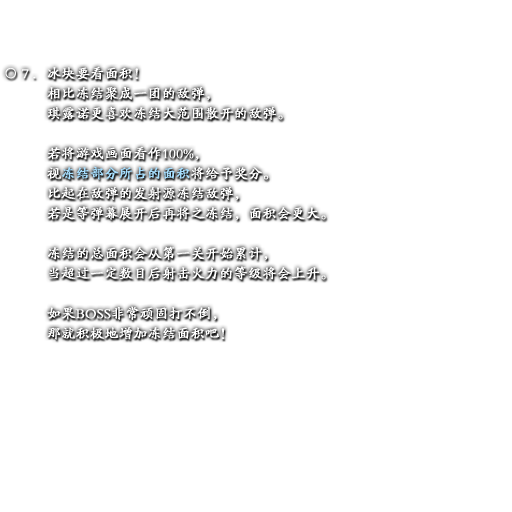 ○７．冰块要看面积！
相比冻结聚成一团的敌弹，
琪露诺更喜欢冻结大范围散开的敌弹。
若将游戏画面看作100%，
视冻结部分所占的面积将给予奖分。
比起在敌弹的发射源冻结敌弹，
若是等弹幕展开后再将之冻结，面积会更大。
冻结的总面积会从第一关开始累计，
当超过一定数目后射击火力的等级将会上升。
如果BOSS非常顽固打不倒，
那就积极地增加冻结面积吧！